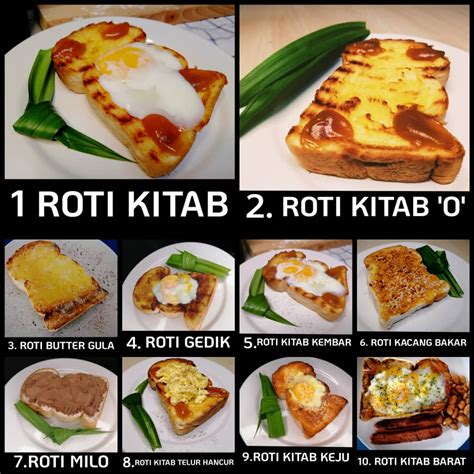 1 ROTI KITAB
2. ROTI KITAB 'O'
3. ROTI BUTTER GULA
4. ROTI GEDIK
5.ROTI KITAB KEMBAR
6. ROTI KACANG BAKAR
7.ROTI MILO
8.ROTI KITAB TELUR HANCUR
9.ROTI KITAB KEJU
10. ROTI KITAB BARAT